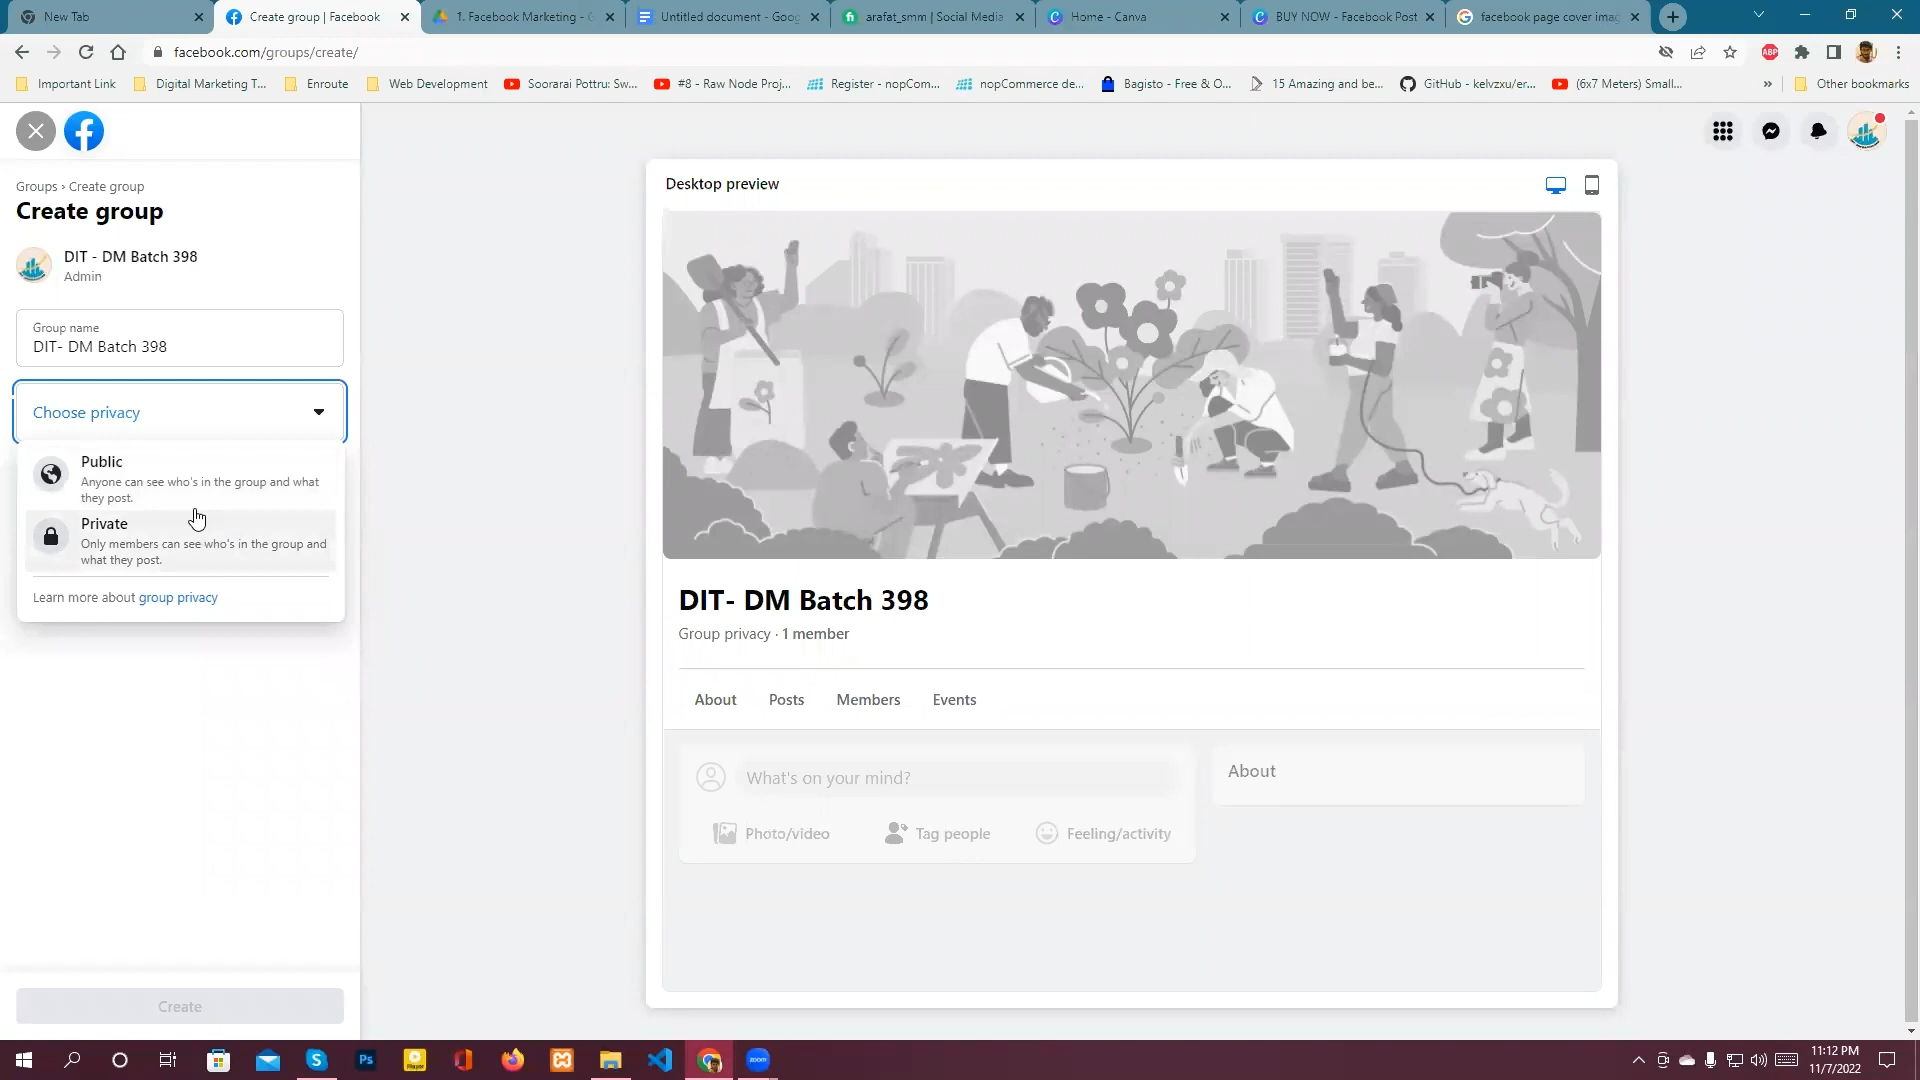 New Tab
Create group | Facebook
1. Facebook Marketing - G
Untitled document - Goog
arafat_smm | Social Media
Home - Canva
BUY NOW - Facebook Post
facebook page cover imag
facebook.com/groups/create/
ABP
Important Link
Digital Marketing T...
Enroute
Web Development
Soorarai Pottru: Sw...
#8 - Raw Node Proj...
Register - nopCom...
nopCommerce de...
Bagisto - Free & O...
15 Amazing and be...
GitHub - kelvzxu/er...
(6x7 Meters) Small...
»
Other bookmarks
Groups › Create group
Create group
DIT - DM Batch 398
Admin
Group name
DIT- DM Batch 398
Choose privacy
Public
Anyone can see who's in the group and what
they post.
Private
Only members can see who's in the group and
what they post.
Learn more about group privacy
Create
Desktop preview
DIT- DM Batch 398
Group privacy · 1 member
About
Posts
Members
Events
What's on your mind?
Photo/video
Tag people
Feeling/activity
About
Ps
zoom
11:12 PM
11/7/2022